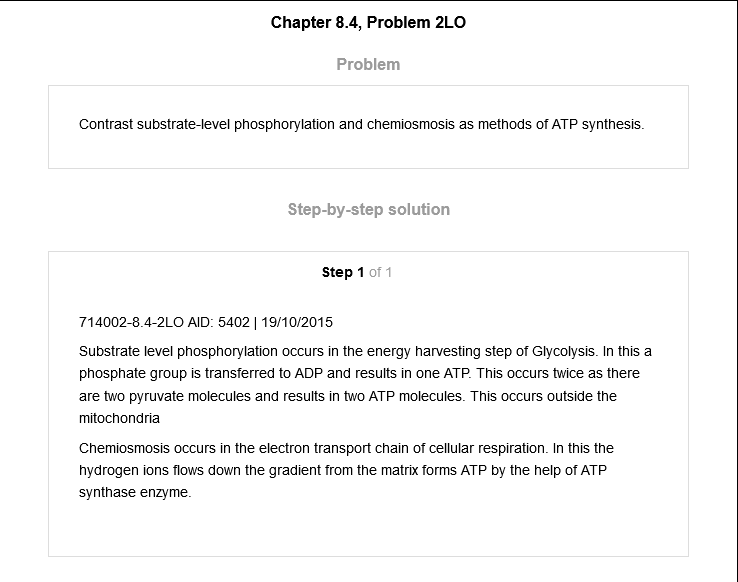 Chapter 8.4, Problem 2LO
Problem
Contrast substrate-level phosphorylation and chemiosmosis as methods of ATP synthesis.
Step-by-step solution
Step 1 of 1
714002-8.4-2LO AID: 5402 | 19/10/2015
Substrate level phosphorylation occurs in the energy harvesting step of Glycolysis. In this a
phosphate group is transferred to ADP and results in one ATP. This occurs twice as there
are two pyruvate molecules and results in two ATP molecules. This occurs outside the
mitochondria
Chemiosmosis occurs in the electron transport chain of cellular respiration. In this the
hydrogen ions flows down the gradient from the matrix forms ATP by the help of ATP
synthase enzyme.